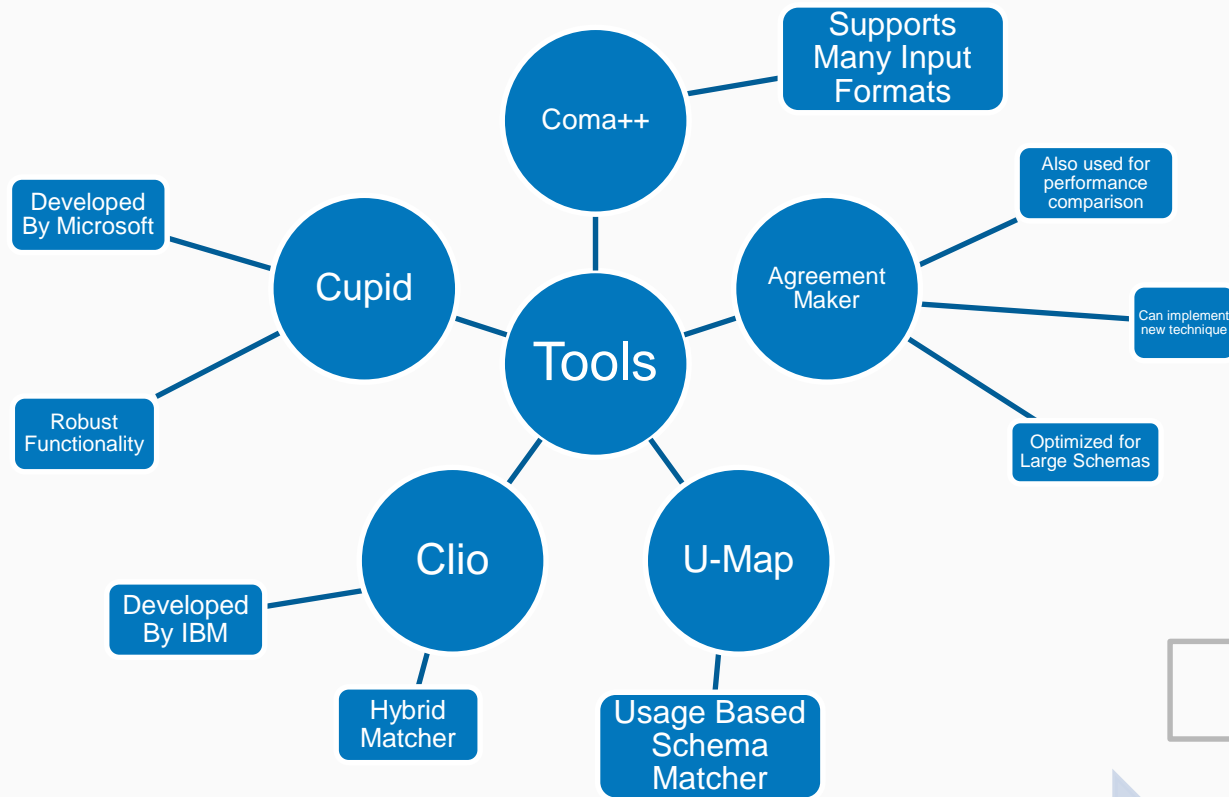 Supports
Many Input
Formats
Coma++
Also used for
performance
comparison
Developed
By Microsoft
Cupid
Agreement
Maker
Can implement
new technique
Tools
Robust
Functionality
Optimized for
Large Schemas
Clio
U-Map
Developed
By IBM
Hybrid
Matcher
Usage Based
Schema
Matcher